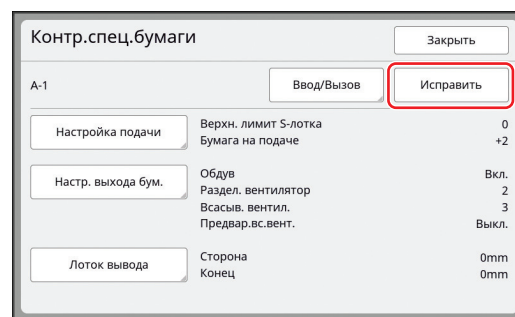 Контр.спец.бумаги
Закрыть
A-1
Ввод/Вызов
Исправить
Настройка подачи
Верхн. лимит S-лотка 0
Бумага на подаче +2
Настр. выхода бум.
Обдув Вкл.
Раздел. вентилятор 2
Всасыв. вентил. 3
Предвар.вс.вент. Выкл.
Лоток вывода
Сторона 0mm
Конец 0mm